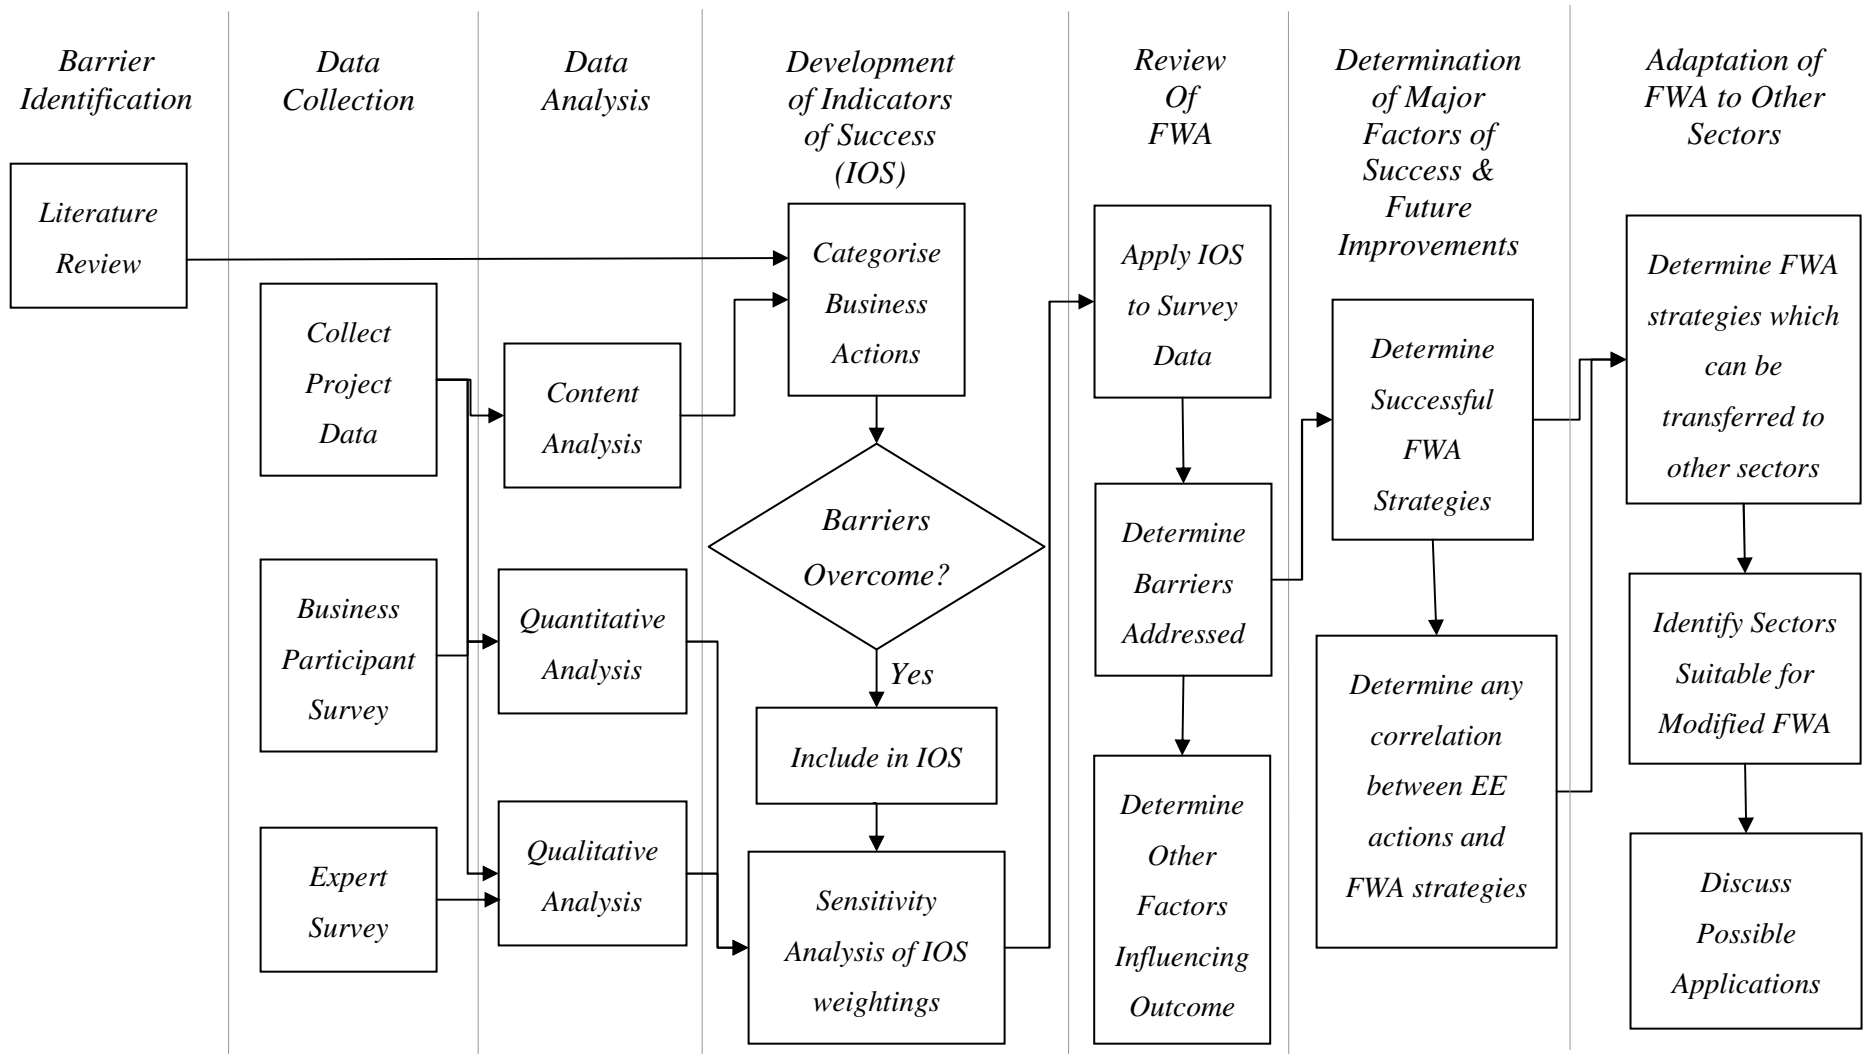 Barrier
Identification
Literature
Review
Data
Collection
Collect
Project
Data
Business
Participant
Survey
Expert
Survey
Data
Analysis
Content
Analysis
Quantitative
Analysis
Qualitative
Analysis
Development
of Indicators
of Success
(IOS)
Categorise
Business
Actions
Barriers
Overcome?
Yes
Include in IOS
Sensitivity
Analysis of IOS
weightings
Review
Of
FWA
Apply IOS
to Survey
Data
Determine
Barriers
Addressed
Determine
Other
Factors
Influencing
Outcome
Determination
of Major
Factors of
Success &
Future
Improvements
Determine
Successful
FWA
Strategies
Determine any
correlation
between EE
actions and
FWA strategies
Adaptation of
FWA to Other
Sectors
Determine FWA
strategies which
can be
transferred to
other sectors
Identify Sectors
Suitable for
Modified FWA
Discuss
Possible
Applications